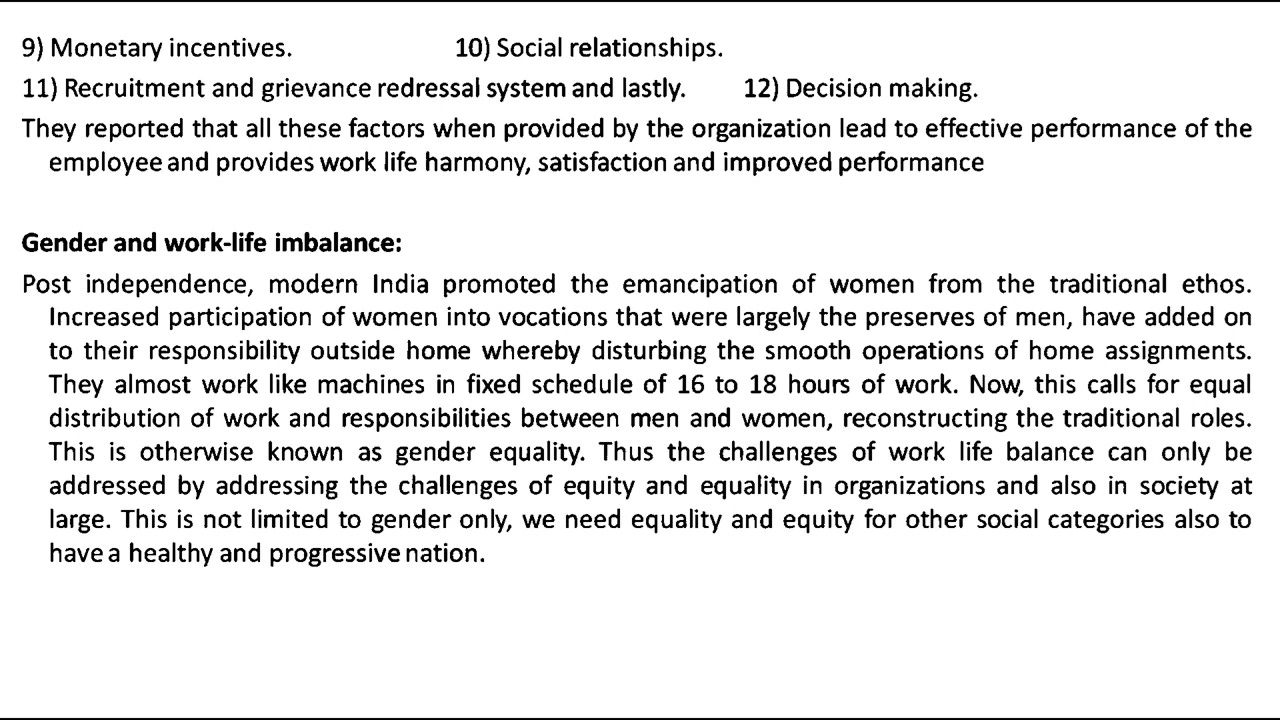 9) Monetary incentives. 10) Social relationships.
11) Recruitment and grievance redressal system and lastly. 12) Decision making.
They reported that all these factors when provided by the organization lead to effective performance of the
employee and provides work life harmony, satisfaction and improved performance
Gender and work-life imbalance:
Post independence, modern India promoted the emancipation of women from the traditional ethos.
Increased participation of women into vocations that were largely the preserves of men, have added on
to their responsibility outside home whereby disturbing the smooth operations of home assignments.
They almost work like machines in fixed schedule of 16 to 18 hours of work. Now, this calls for equal
distribution of work and responsibilities between men and women, reconstructing the traditional roles.
This is otherwise known as gender equality. Thus the challenges of work life balance can only be
addressed by addressing the challenges of equity and equality in organizations and also in society at
large. This is not limited to gender only, we need equality and equity for other social categories also to
have a healthy and progressive nation.